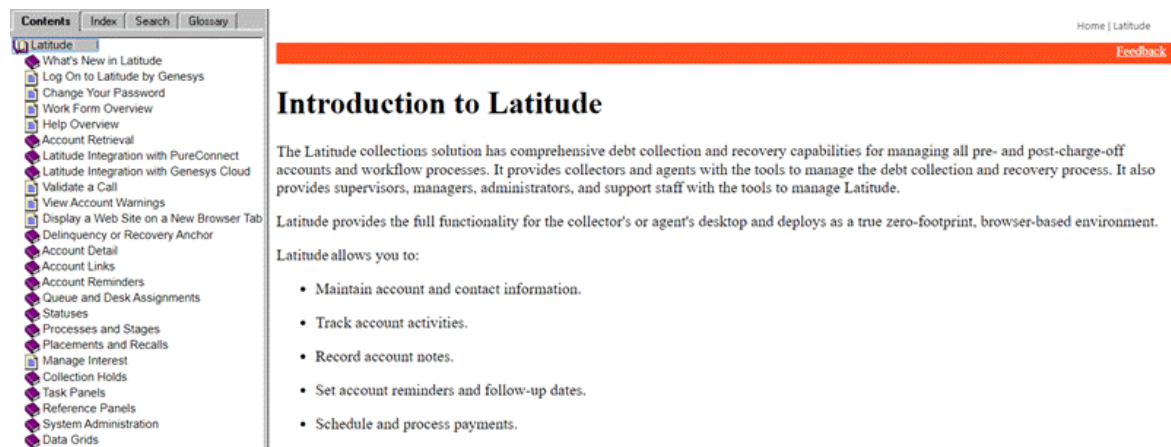 Contents Index Search Glossary
Latitude
What's New in Latitude
Log On to Latitude by Genesys
Change Your Password
Work Form Overview
Help Overview
Account Retrieval
Latitude Integration with PureConnect
Latitude Integration with Genesys Cloud
Validate a Call
View Account Warnings
Display a Web Site on a New Browser Tab
Delinquency or Recovery Anchor
Account Detail
Account Links
Account Reminders
Queue and Desk Assignments
Statuses
Processes and Stages
Placements and Recalls
Manage Interest
Collection Holds
Task Panels
Reference Panels
System Administration
Data Grids
Home | Latitude
Feedback
Introduction to Latitude
The Latitude collections solution has comprehensive debt collection and recovery capabilities for managing all pre- and post-charge-off
accounts and workflow processes. It provides collectors and agents with the tools to manage the debt collection and recovery process. It also
provides supervisors, managers, administrators, and support staff with the tools to manage Latitude.
Latitude provides the full functionality for the collector's or agent's desktop and deploys as a true zero-footprint, browser-based environment.
Latitude allows you to:
• Maintain account and contact information.
• Track account activities.
• Record account notes.
• Set account reminders and follow-up dates.
• Schedule and process payments.